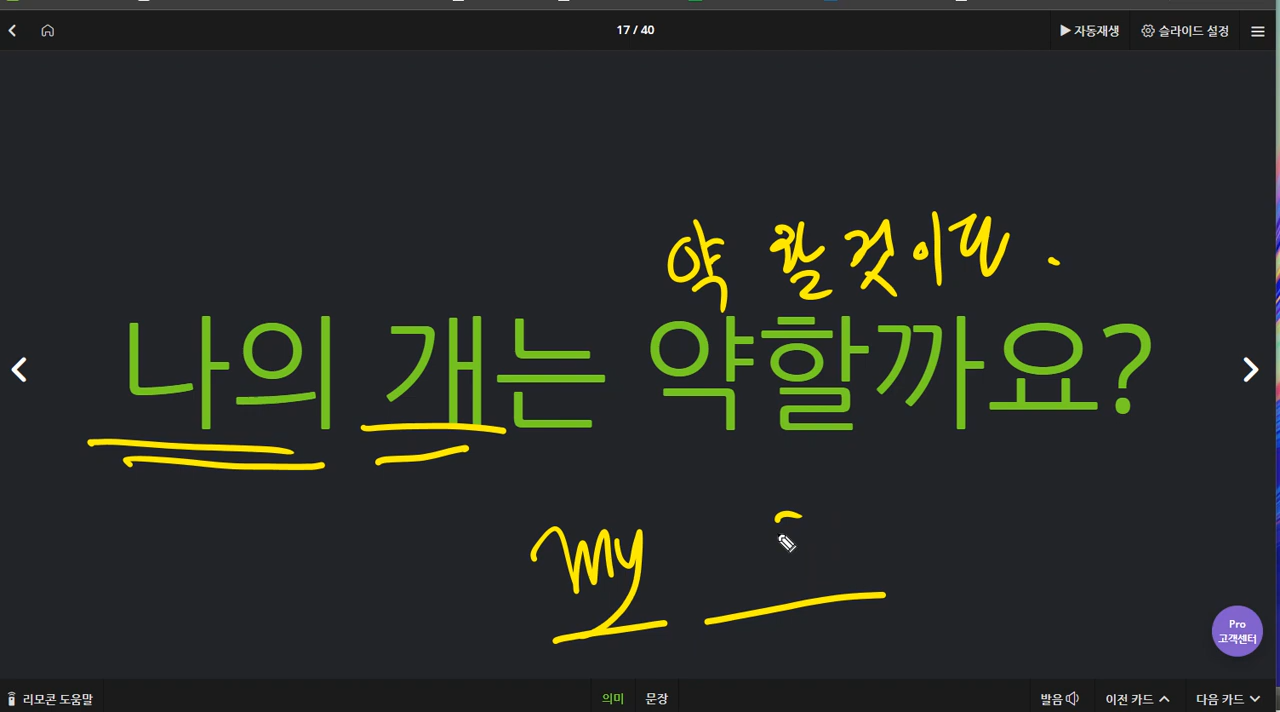 17 / 40
자동재생
슬라이드 설정
약 할것이다.
나의 개는 약할까요?
my
Pro
고객센터
리모콘 도움말
의미
문장
발음
이전 카드
다음 카드